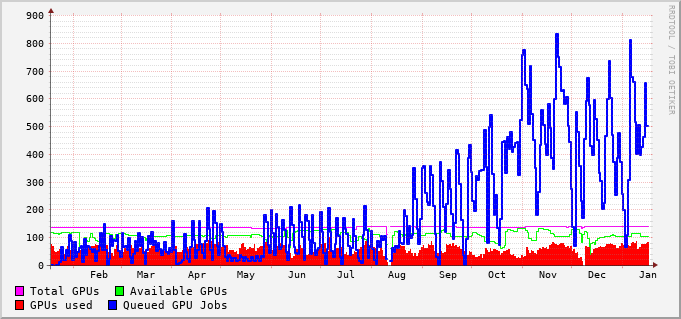 RRDTOOL / TOBI OETIKER
900
800
700
600
500
400
300
200
100
0
Feb Mar Apr May Jun Jul Aug Sep Oct Nov Dec Jan
Total GPUs Available GPUs
GPUs used Queued GPU Jobs